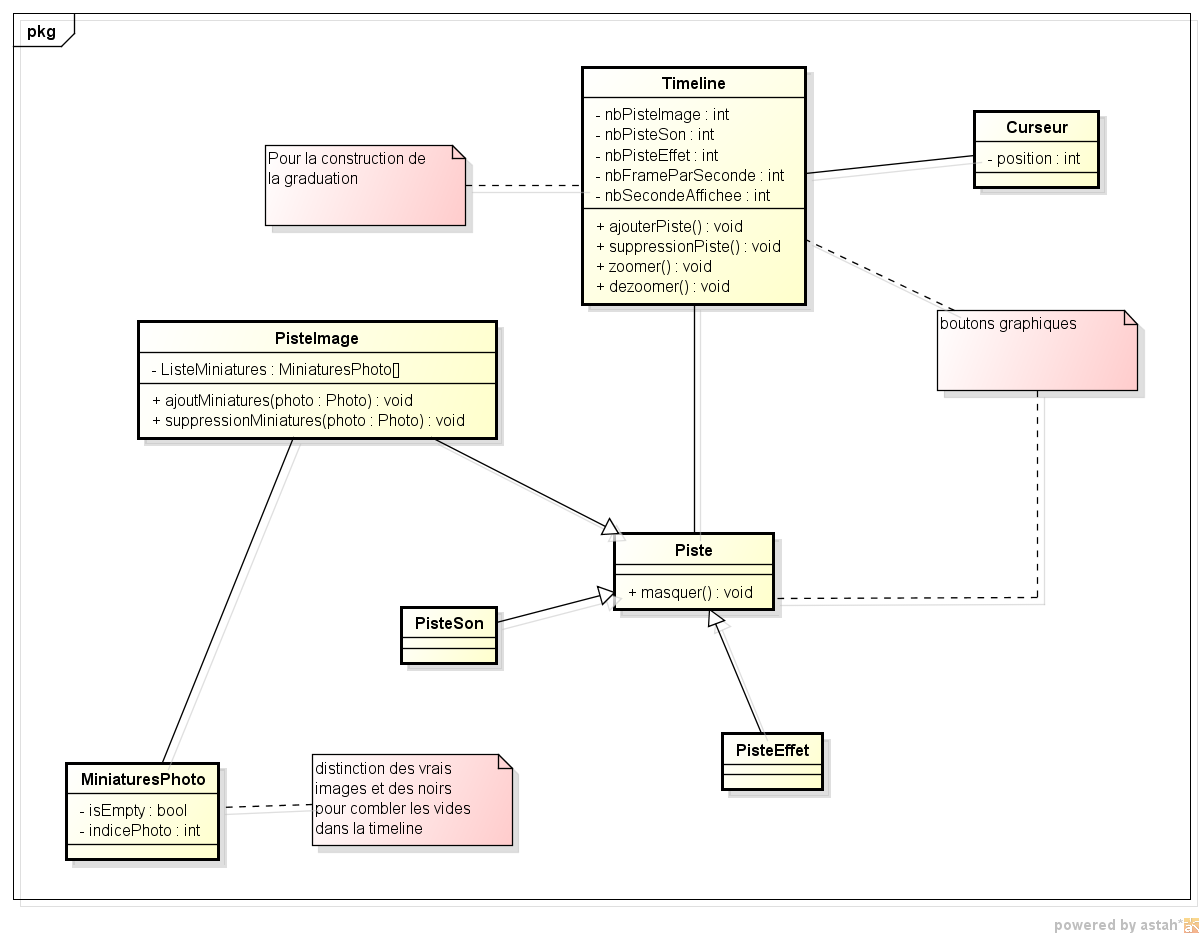 pkg
Timeline
- nbPisteImage : int
- nbPisteSon : int
- nbPisteEffet : int
- nbFrameParSeconde : int
- nbSecondeAffichee : int
+ ajouterPiste() : void
+ suppressionPiste() : void
+ zoomer() : void
+ dezoomer() : void
Curseur
- position : int
Pour la construction de
la graduation
boutons graphiques
PisteImage
- ListeMiniatures : MiniaturesPhoto[]
+ ajoutMiniatures(photo : Photo) : void
+ suppressionMiniatures(photo : Photo) : void
Piste
+ masquer() : void
PisteSon
PisteEffet
MiniaturesPhoto
- isEmpty : bool
- indicePhoto : int
distinction des vrais
images et des noirs
pour combler les vides
dans la timeline
powered by astah*